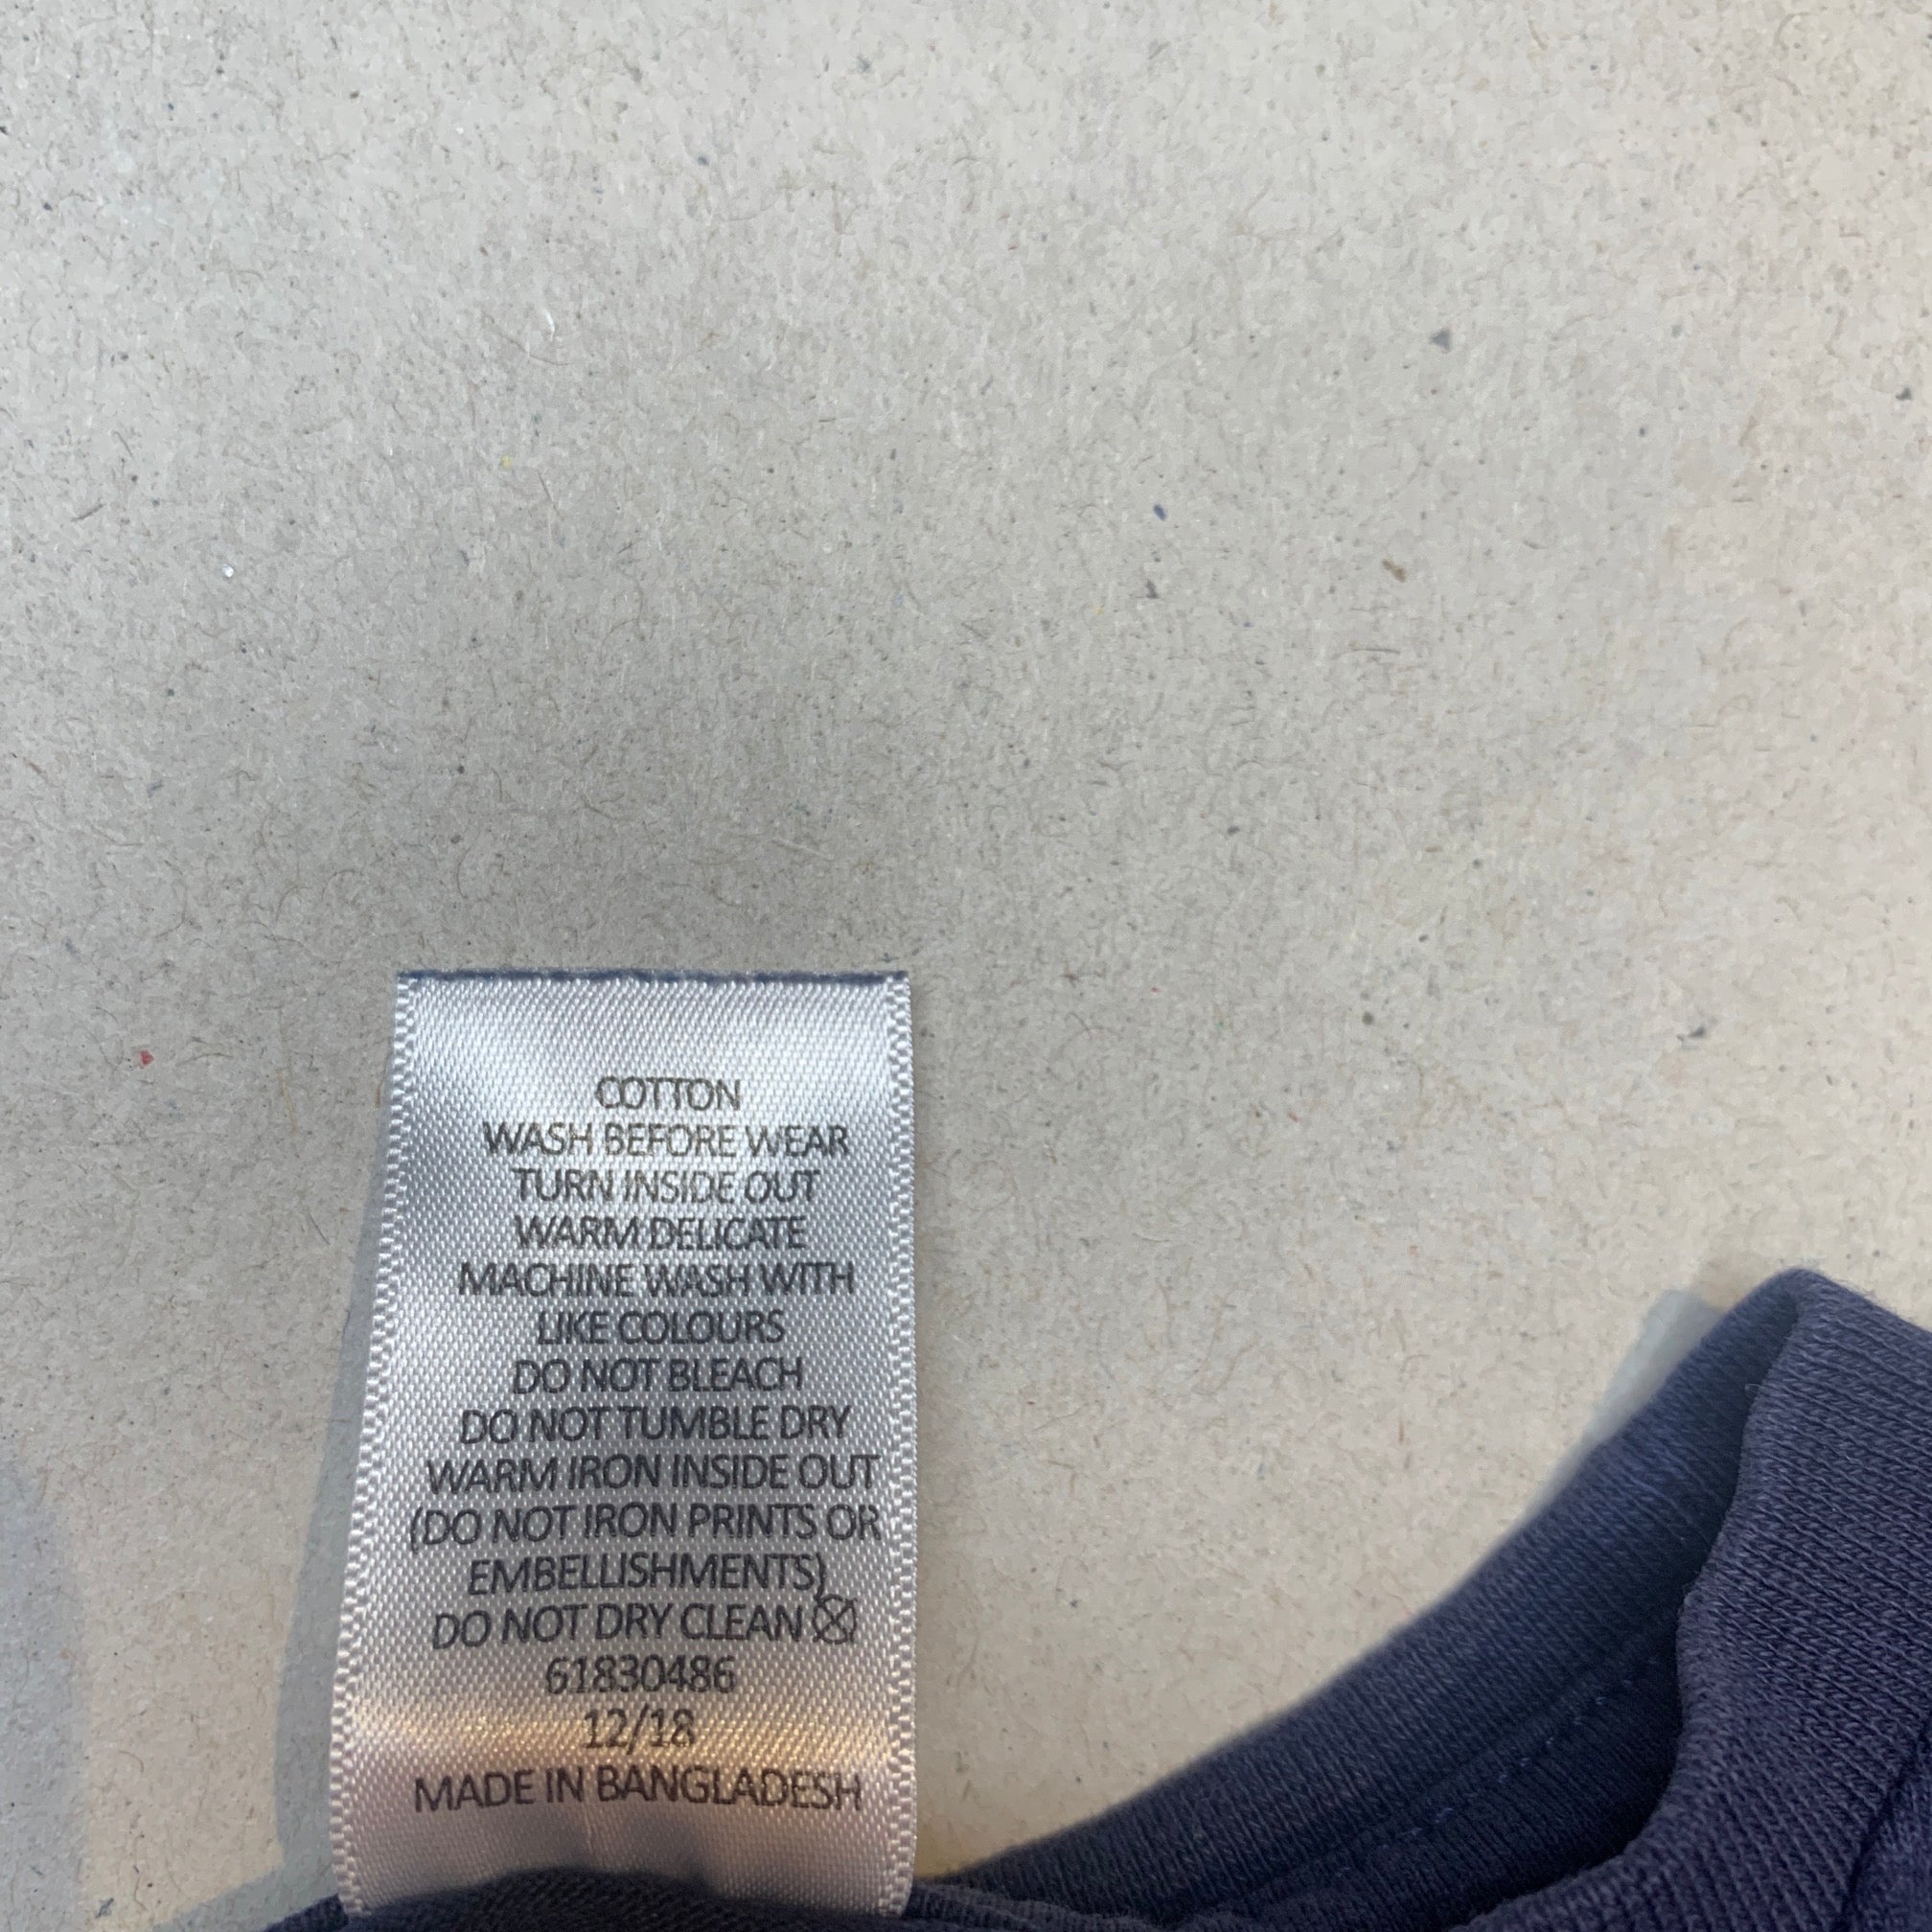 COTTON
WASH BEFORE WEAR
TURN INSIDE OUT
WARM DELICATE
MACHINE WASH WITH
LIKE COLOURS
DO NOT BLEACH
DO NOT TUMBLE DRY
WARM IRON INSIDE OUT
(DO NOT IRON PRINTS OR
EMBELLISHMENTS)
DO NOT DRY CLEAN
61830486
12/18
MADE IN BANGLADESH